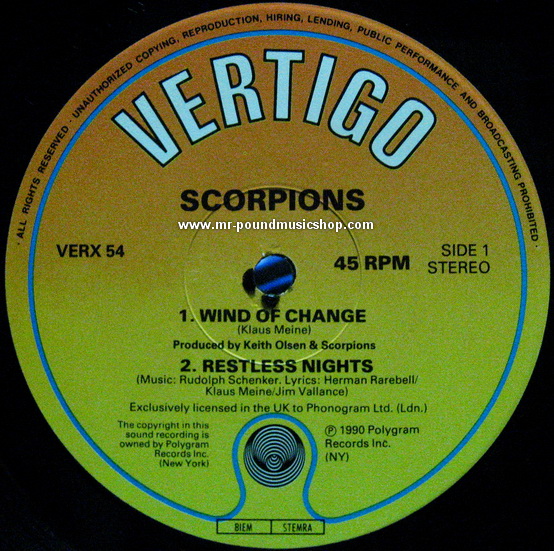 · ALL RIGHTS RESERVED · UNAUTHORIZED COPYING, REPRODUCTION, HIRING, LENDING, PUBLIC PERFORMANCE AND BROADCASTING PROHIBITED ·
VERTIGO
SCORPIONS
www.mr-poundmusicshop.com
VERX 54
45 RPM
SIDE 1
STEREO
1. WIND OF CHANGE
(Klaus Meine)
Produced by Keith Olsen & Scorpions
2. RESTLESS NIGHTS
(Music: Rudolph Schenker. Lyrics: Herman Rarebell/
Klaus Meine/Jim Vallance)
Exclusively licensed in the UK to Phonogram Ltd. (Ldn.)
The copyright in this
sound recording is
owned by Polygram
Records Inc.
(New York)
℗ 1990 Polygram
Records Inc.
(NY)
BIEM STEMRA